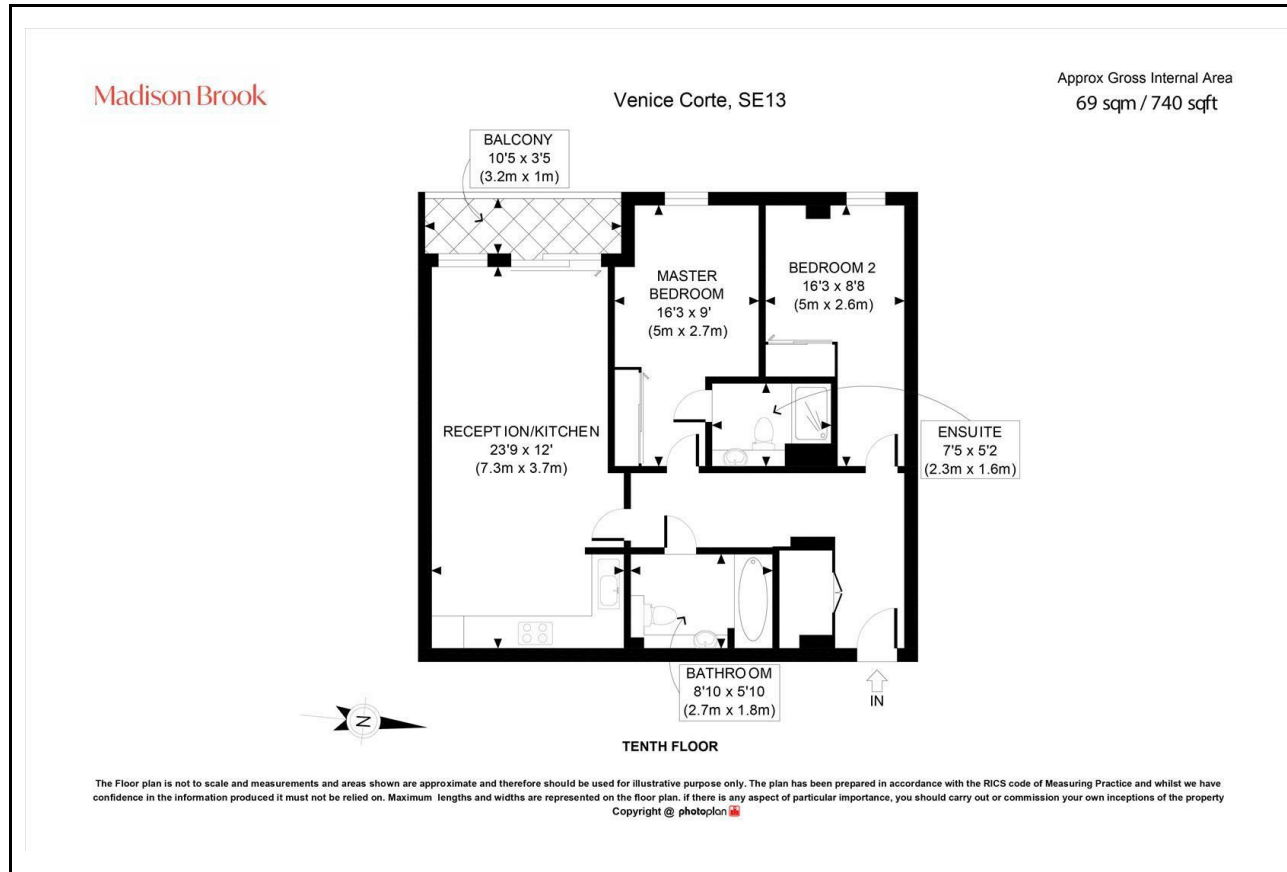 Madison Brook
Venice Corte, SE13
Approx Gross Internal Area
69 sqm / 740 sqft
BALCONY
10'5 x 3'5
(3.2m x 1m)
MASTER
BEDROOM
16'3 x 9'
(5m x 2.7m)
BEDROOM 2
16'3 x 8'8
(5m x 2.6m)
RECEPTION/KITCHEN
23'9 x 12'
(7.3m x 3.7m)
ENSUITE
7'5 x 5'2
(2.3m x 1.6m)
BATHROOM
8'10 x 5'10
(2.7m x 1.8m)
IN
N
TENTH FLOOR
The Floor plan is not to scale and measurements and areas shown are approximate and therefore should be used for illustrative purpose only. The plan has been prepared in accordance with the RICS code of Measuring Practice and whilst we have
confidence in the information produced it must not be relied on. Maximum lengths and widths are represented on the floor plan. if there is any aspect of particular importance, you should carry out or commission your own inceptions of the property
Copyright @ photoplan